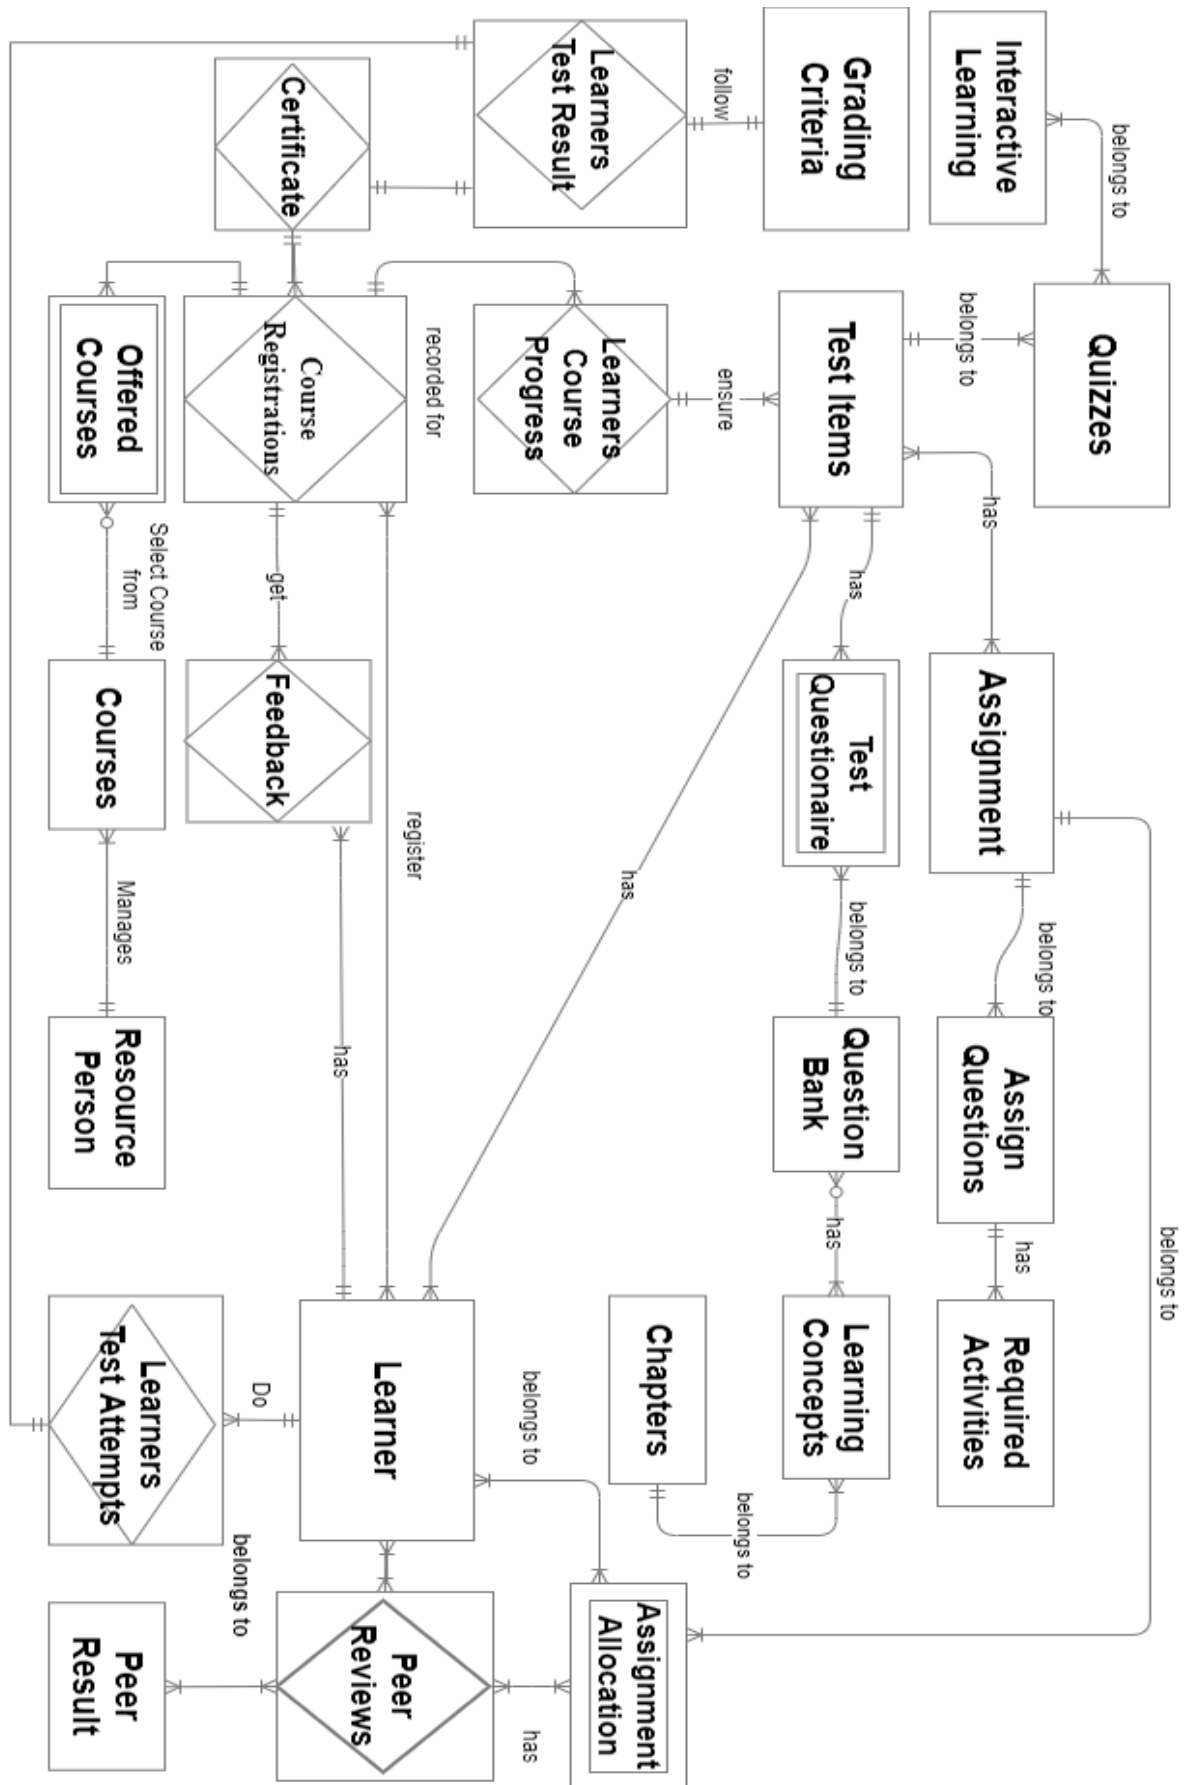 belongs to
belongs to
Quizzes
belongs to
Interactive
Learning
has
Assignment
Assign
Questions
has
Required
Activities
belongs to
Grading
Criteria
Test Items
has
Test
Questionaire
belongs to
Question
Bank
has
Learning
Concepts
belongs to
follow
ensure
has
Chapters
Assignment
Allocation
Learners
Test Result
Learners
Course
Progress
belongs to
has
recorded for
register
Learner
Peer
Reviews
has
Certificate
Course
Registrations
get
Feedback
Do
belongs to
Select Course
from
Manages
Learners
Test Attempts
Offered
Courses
Courses
Resource
Person
Peer
Result